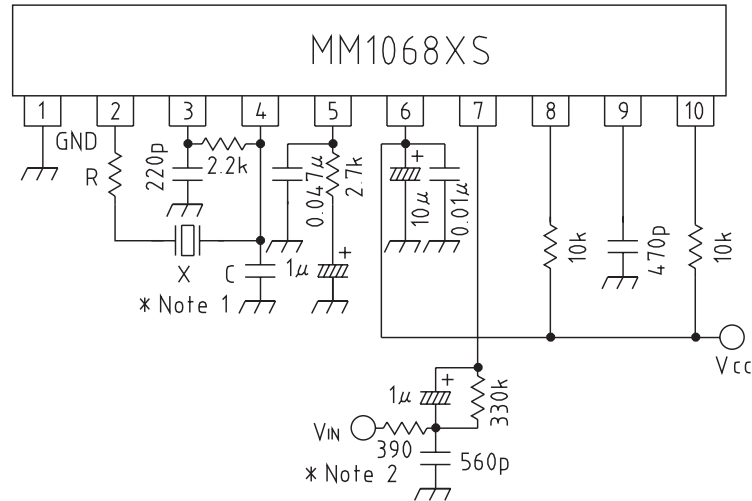 MM1068XS
1 2 3 4 5 6 7 8 9 10
GND
R
220p
2.2k
0.047μ
2.7k
10μ
0.01μ
10k
470p
10k
X
C
1μ
* Note 1
Vcc
1μ
330k
VIN
390
560p
* Note 2